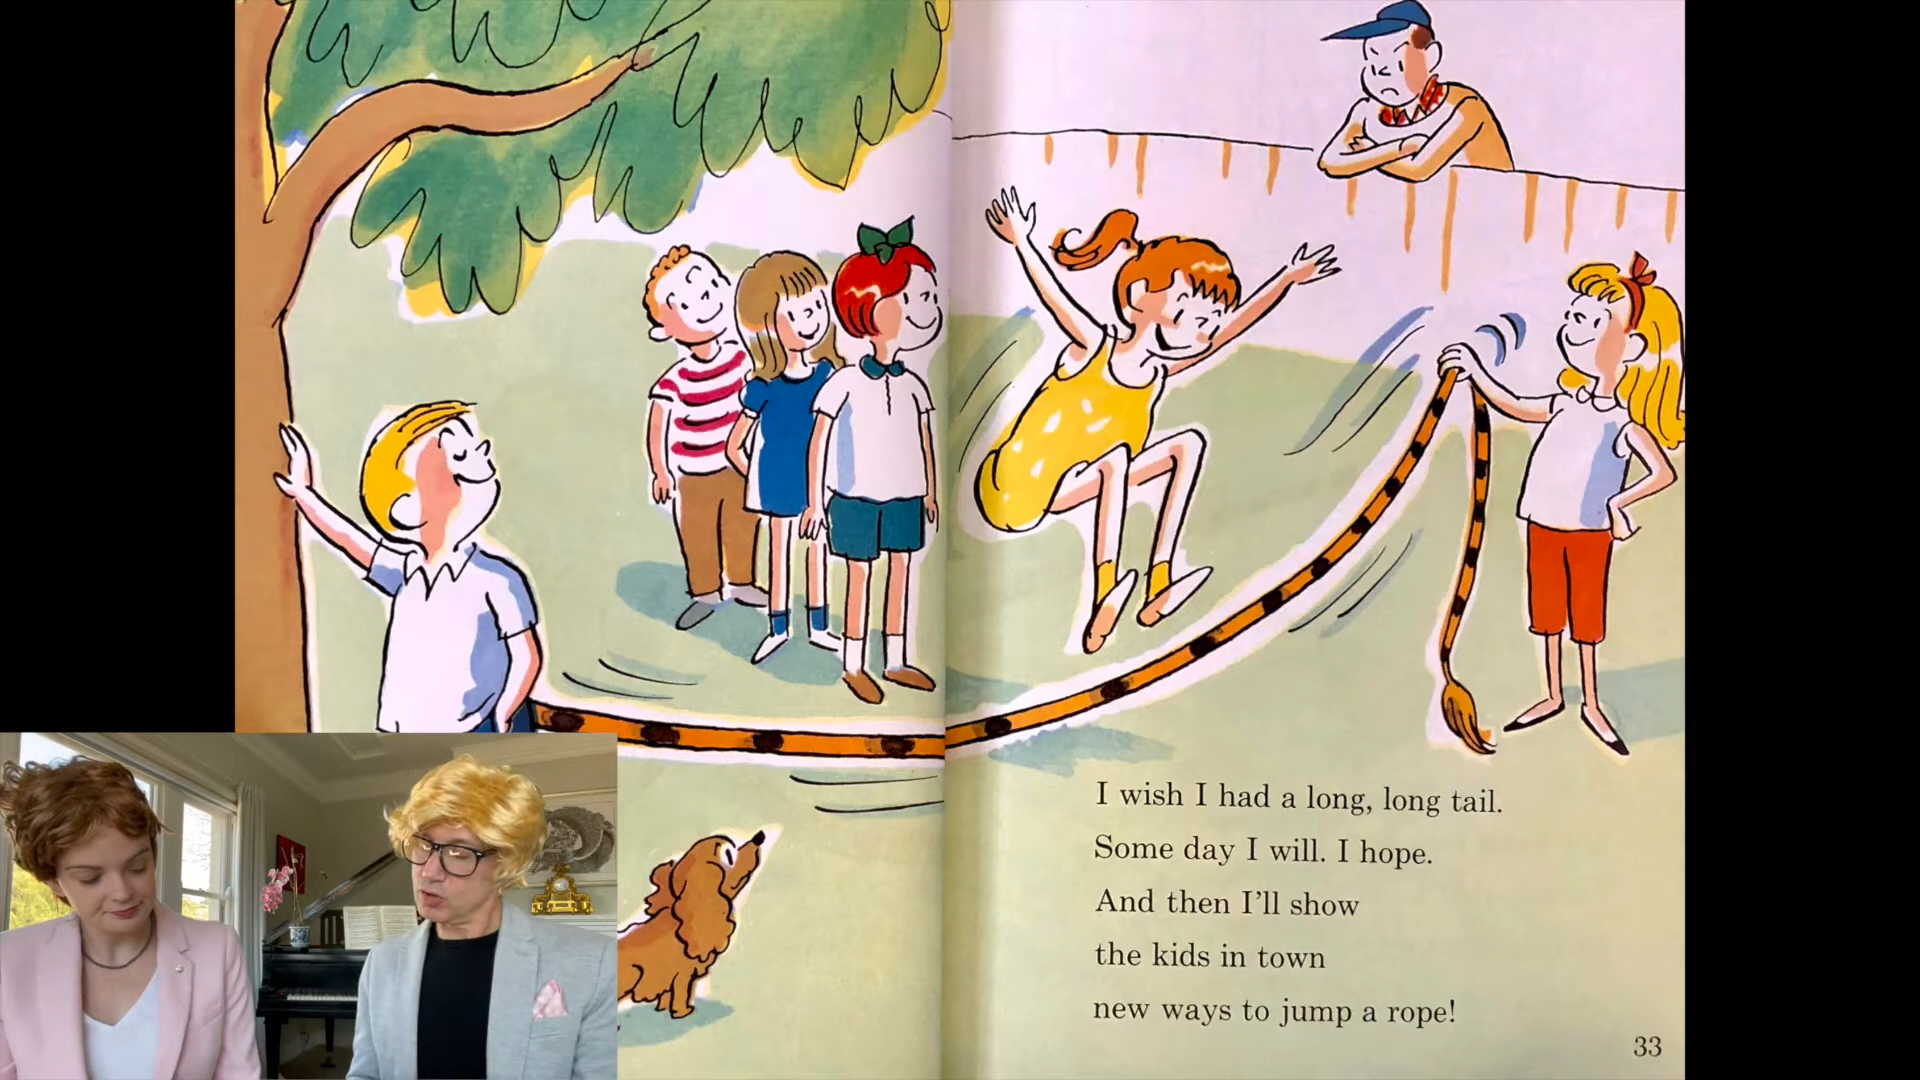 I wish I had a long, long tail.
Some day I will. I hope.
And then I'll show
the kids in town
new ways to jump a rope!
33